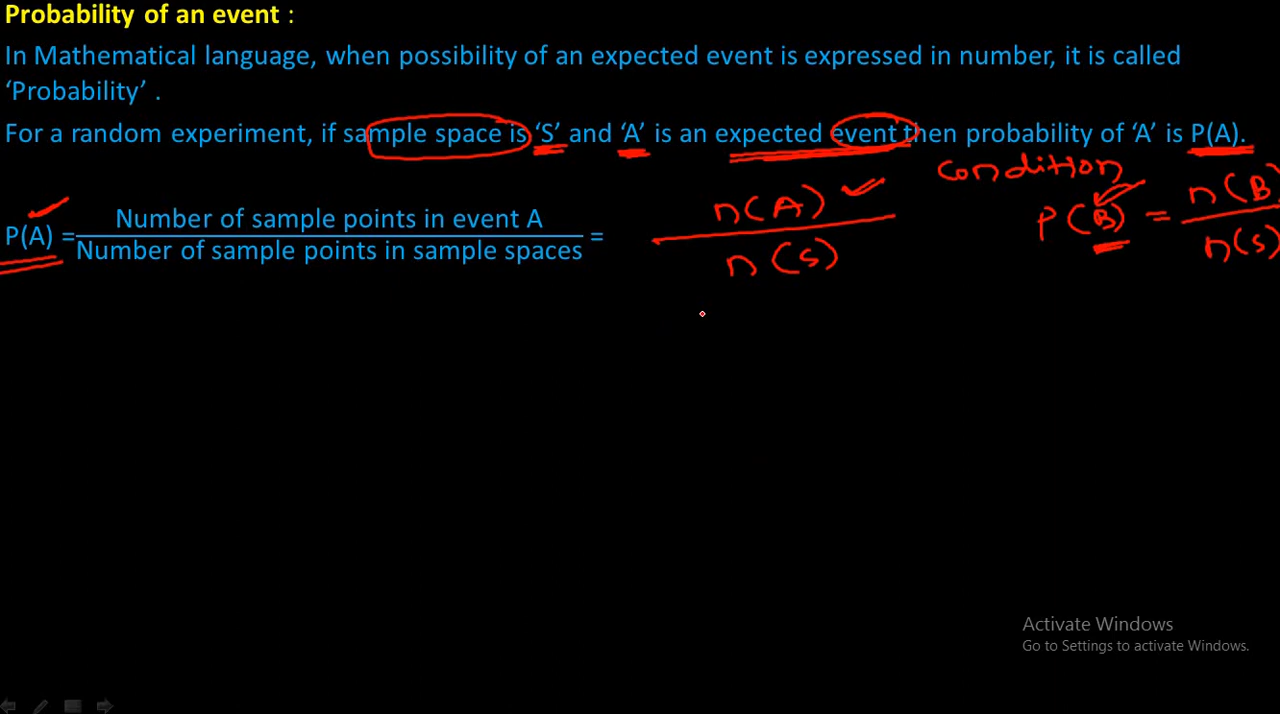 Probability of an event :
In Mathematical language, when possibility of an expected event is expressed in number, it is called
‘Probability’ .
For a random experiment, if sample space is ‘S’ and ‘A’ is an expected event then probability of ‘A’ is P(A).
condition
P(A) = Number of sample points in event A / Number of sample points in sample spaces = n(A) / n(S)
P(B) = n(B) / n(S)
Activate Windows
Go to Settings to activate Windows.